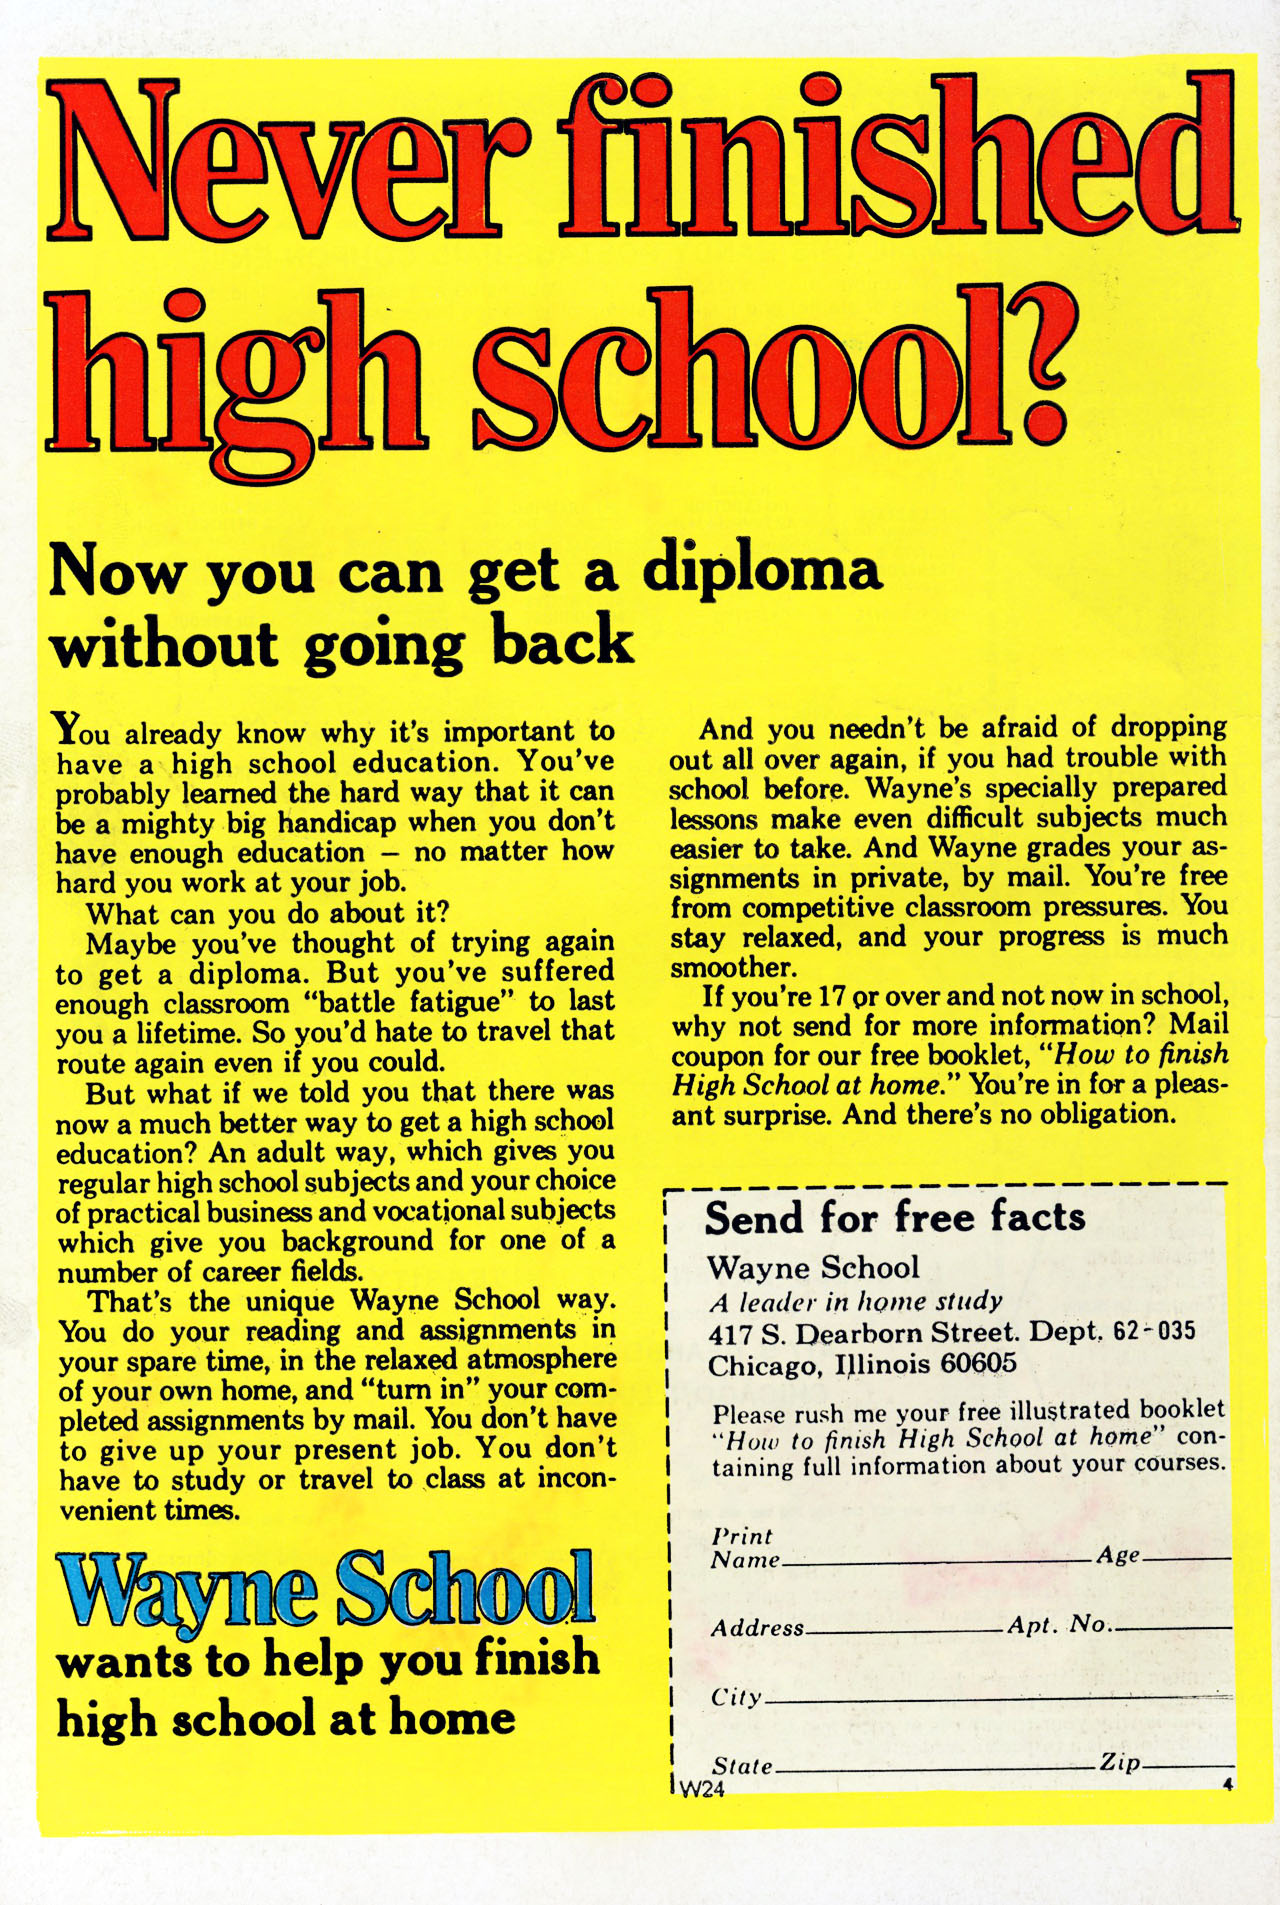 Never finished
high school?
Now you can get a diploma
without going back
You already know why it's important to
have a high school education. You've
probably learned the hard way that it can
be a mighty big handicap when you don't
have enough education – no matter how
hard you work at your job.
What can you do about it?
Maybe you've thought of trying again
to get a diploma. But you've suffered
enough classroom "battle fatigue" to last
you a lifetime. So you'd hate to travel that
route again even if you could.
But what if we told you that there was
now a much better way to get a high school
education? An adult way, which gives you
regular high school subjects and your choice
of practical business and vocational subjects
which give you background for one of a
number of career fields.
That's the unique Wayne School way.
You do your reading and assignments in
your spare time, in the relaxed atmosphere
of your own home, and "turn in" your com-
pleted assignments by mail. You don't have
to give up your present job. You don't
have to study or travel to class at incon-
venient times.
Wayne School
wants to help you finish
high school at home
And you needn't be afraid of dropping
out all over again, if you had trouble with
school before. Wayne's specially prepared
lessons make even difficult subjects much
easier to take. And Wayne grades your as-
signments in private, by mail. You're free
from competitive classroom pressures. You
stay relaxed, and your progress is much
smoother.
If you're 17 or over and not now in school,
why not send for more information? Mail
coupon for our free booklet, "How to finish
High School at home." You're in for a pleas-
ant surprise. And there's no obligation.
Send for free facts
Wayne School
A leader in home study
417 S. Dearborn Street. Dept. 62-035
Chicago, Illinois 60605
Please rush me your free illustrated booklet
"How to finish High School at home" con-
taining full information about your courses.
Print
Name Age
Address Apt. No.
City
State Zip
W24 4